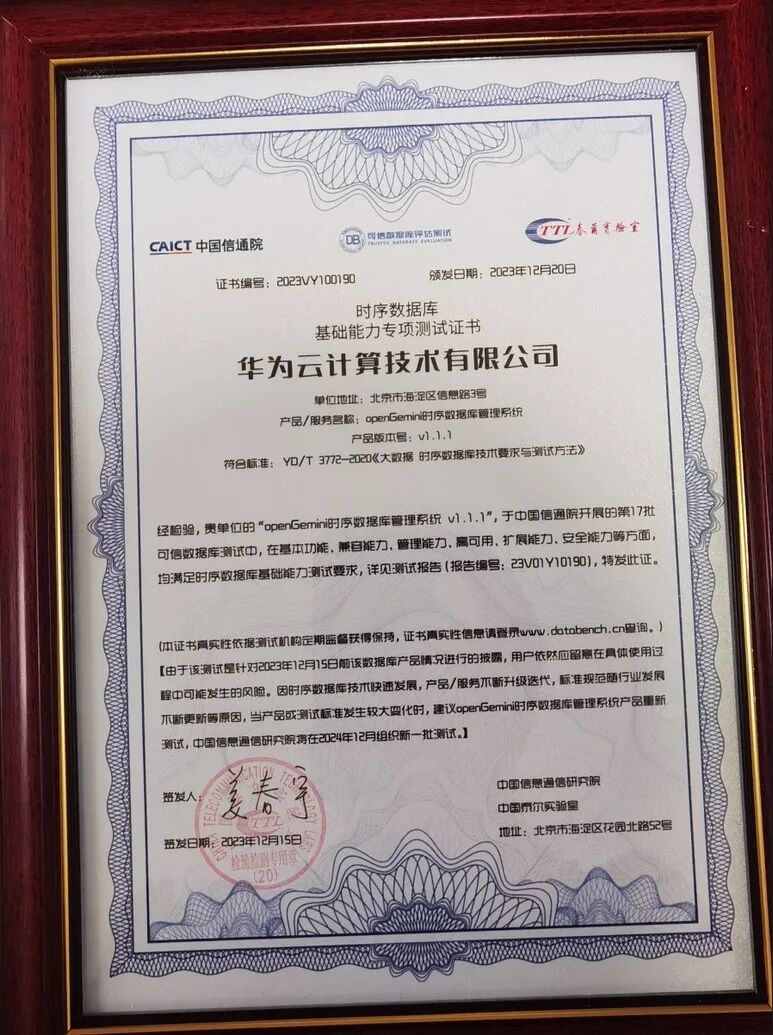 CAICT 中国信通院
DB 可信数据库评估测试
TRUSTED DATABASE EVALUATION
TTL 泰尔实验室
证书编号：2023VY100190 颁发日期：2023年12月20日
时序数据库
基础能力专项测试证书
华为云计算技术有限公司
单位地址：北京市海淀区信息路3号
产品/服务名称：openGemini时序数据库管理系统
产品版本号：v1.1.1
符合标准： YD/T 3772-2020《大数据 时序数据库技术要求与测试方法》
经检验，贵单位的“openGemini时序数据库管理系统 v1.1.1”，于中国信通院开展的第17批
可信数据库测试中，在基本功能、兼容能力、管理能力、高可用、扩展能力、安全能力等方面，
均满足时序数据库基础能力测试要求，详见测试报告（报告编号：23V01Y10190），特发此证。
（本证书真实性依据测试机构定期监督获得保持，证书真实性信息请登录www.databench.cn查询。）
【由于该测试是针对2023年12月15日前该数据库产品情况进行的披露，用户依然应留意在具体使用过
程中可能发生的风险。因时序数据库技术快速发展，产品/服务不断升级迭代，标准规范随行业发展
不断更新等原因，当产品或测试标准发生较大变化时，建议openGemini时序数据库管理系统产品重新
测试，中国信息通信研究院将在2024年12月组织新一批测试。】
签发人：
签发日期：2023年12月15日
CHINA TELECOMMUNICATION TECHNOLOGY LABS
TTL
检验检测专用章
(20)
中国信息通信研究院
中国泰尔实验室
地址：北京市海淀区花园北路52号